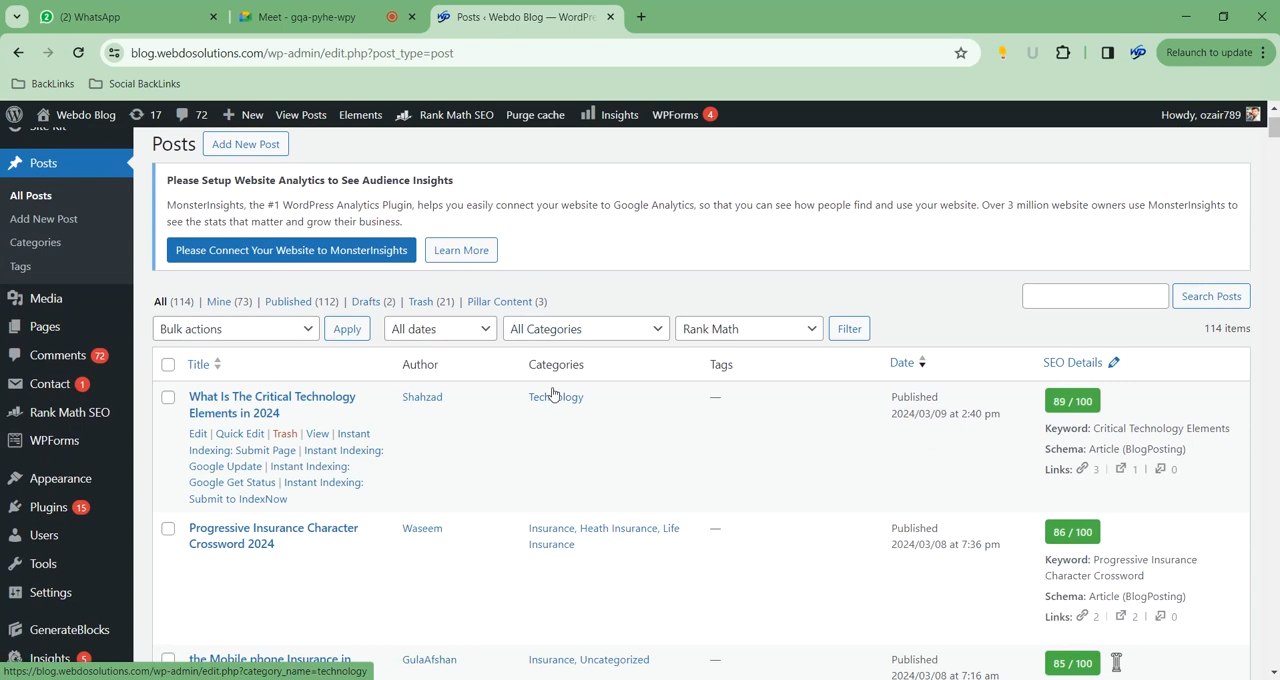 (2) WhatsApp
Meet - gqa-pyhe-wpy
Posts ‹ Webdo Blog — WordPre
blog.webdosolutions.com/wp-admin/edit.php?post_type=post
Relaunch to update
BackLinks
Social BackLinks
Webdo Blog 17 72 New View Posts Elements Rank Math SEO Purge cache Insights WPForms 4 Howdy, ozair789
Site Kit
Posts
All Posts
Add New Post
Categories
Tags
Media
Pages
Comments 72
Contact 1
Rank Math SEO
WPForms
Appearance
Plugins 15
Users
Tools
Settings
GenerateBlocks
Insights 5
Posts Add New Post
Please Setup Website Analytics to See Audience Insights
MonsterInsights, the #1 WordPress Analytics Plugin, helps you easily connect your website to Google Analytics, so that you can see how people find and use your website. Over 3 million website owners use MonsterInsights to
see the stats that matter and grow their business.
Please Connect Your Website to MonsterInsights Learn More
All (114) | Mine (73) | Published (112) | Drafts (2) | Trash (21) | Pillar Content (3)
Search Posts
Bulk actions Apply All dates All Categories Rank Math Filter
114 items
Title Author Categories Tags Date SEO Details
What Is The Critical Technology
Elements in 2024
Edit | Quick Edit | Trash | View | Instant
Indexing: Submit Page | Instant Indexing:
Google Update | Instant Indexing:
Google Get Status | Instant Indexing:
Submit to IndexNow
Shahzad
Technology
—
Published
2024/03/09 at 2:40 pm
89 / 100
Keyword: Critical Technology Elements
Schema: Article (BlogPosting)
Links: 3 | 1 | 0
Progressive Insurance Character
Crossword 2024
Waseem
Insurance, Heath Insurance, Life
Insurance
—
Published
2024/03/08 at 7:36 pm
86 / 100
Keyword: Progressive Insurance
Character Crossword
Schema: Article (BlogPosting)
Links: 2 | 2 | 0
the Mobile phone Insurance in
GulaAfshan
Insurance, Uncategorized
—
Published
2024/03/08 at 7:16 am
85 / 100
https://blog.webdosolutions.com/wp-admin/edit.php?category_name=technology